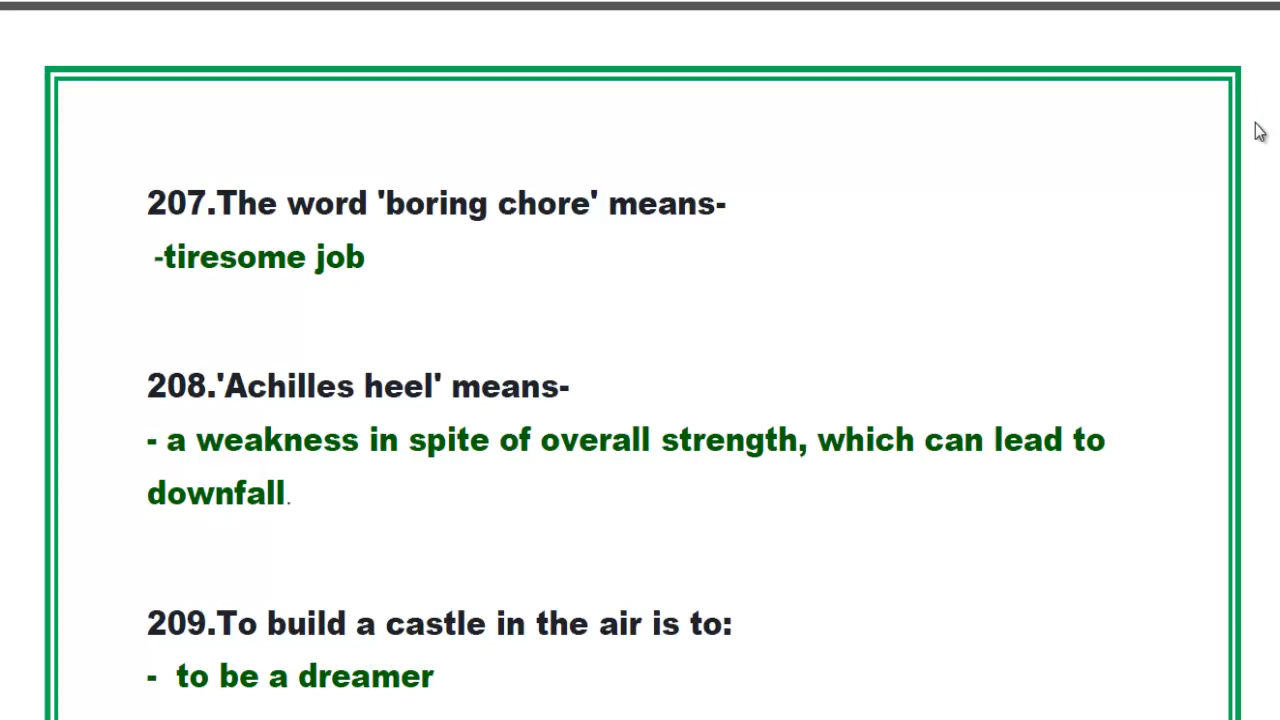 207.The word 'boring chore' means-
-tiresome job
208.'Achilles heel' means-
- a weakness in spite of overall strength, which can lead to
downfall.
209.To build a castle in the air is to:
- to be a dreamer